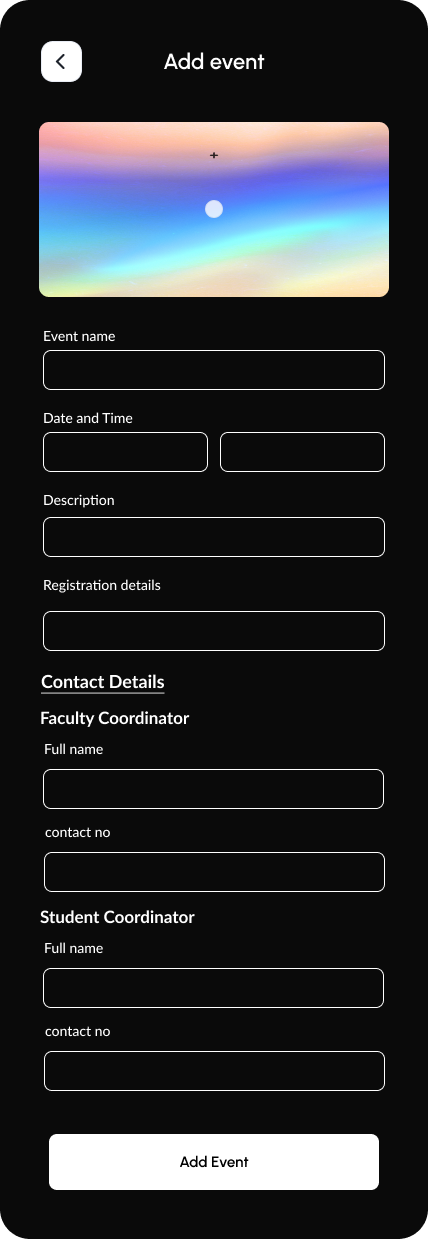 Add event
+
Event name
Date and Time
Description
Registration details
Contact Details
Faculty Coordinator
Full name
contact no
Student Coordinator
Full name
contact no
Add Event